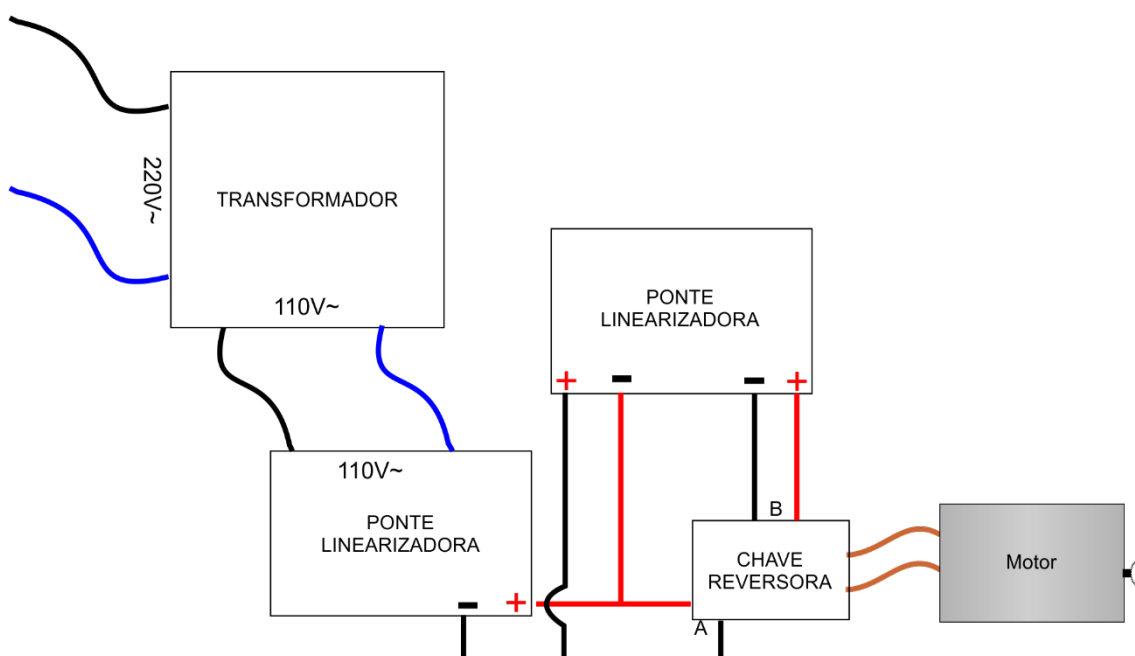 220V~
TRANSFORMADOR
110V~
PONTE
LINEARIZADORA
+ - - +
110V~
PONTE
LINEARIZADORA
- +
B
CHAVE
REVERSORA
A
Motor